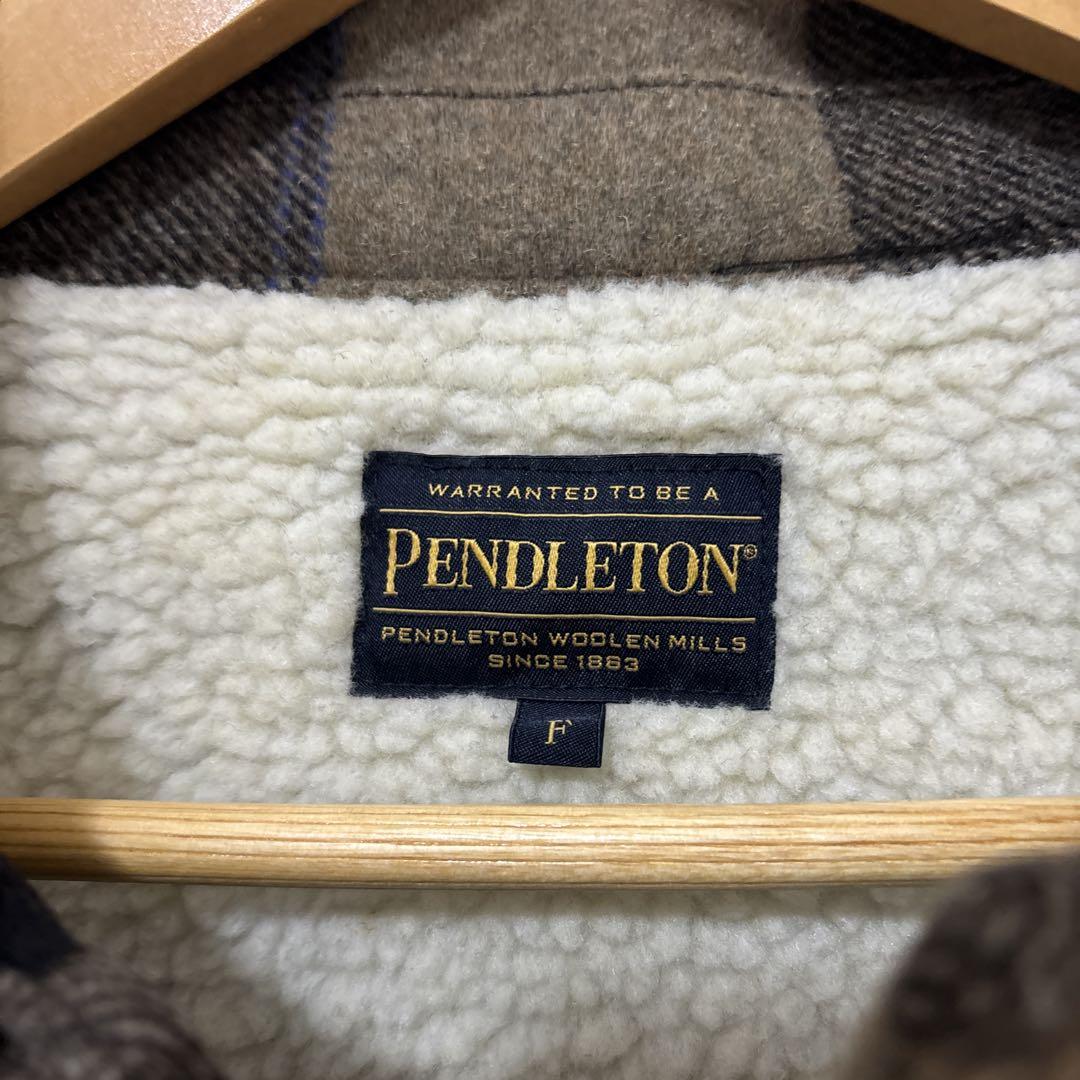 WARRANTED TO BE A
PENDLETON®
PENDLETON WOOLEN MILLS
SINCE 1863
F